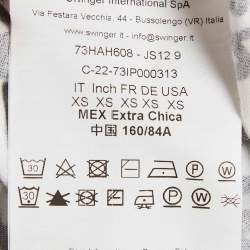 Swinger International SpA
Via Festara Vecchia, 44 - Bussolengo (VR) Italia
www.swinger.it - info@swinger.it
73HAH608 - JS12 9
C-22-73IP000313
IT Inch FR DE USA
XS XS XS XS XS
MEX Extra Chica
中国 160/84A
30 P
30 P W